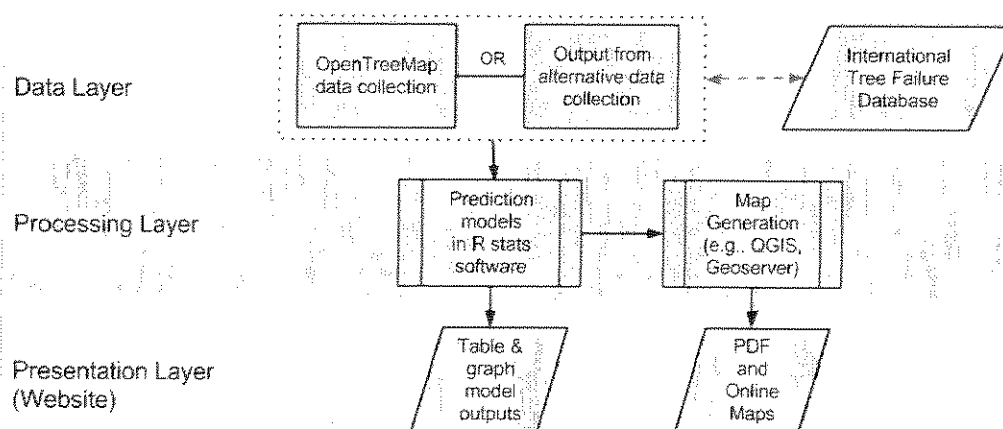 Data Layer
OpenTreeMap
data collection
OR
Output from
alternative data
collection
International
Tree Failure
Database
Processing Layer
Prediction
models
in R stats
software
Map
Generation
(e.g., QGIS,
Geoserver)
Presentation Layer
(Website)
Table &
graph
model
outputs
PDF
and
Online
Maps